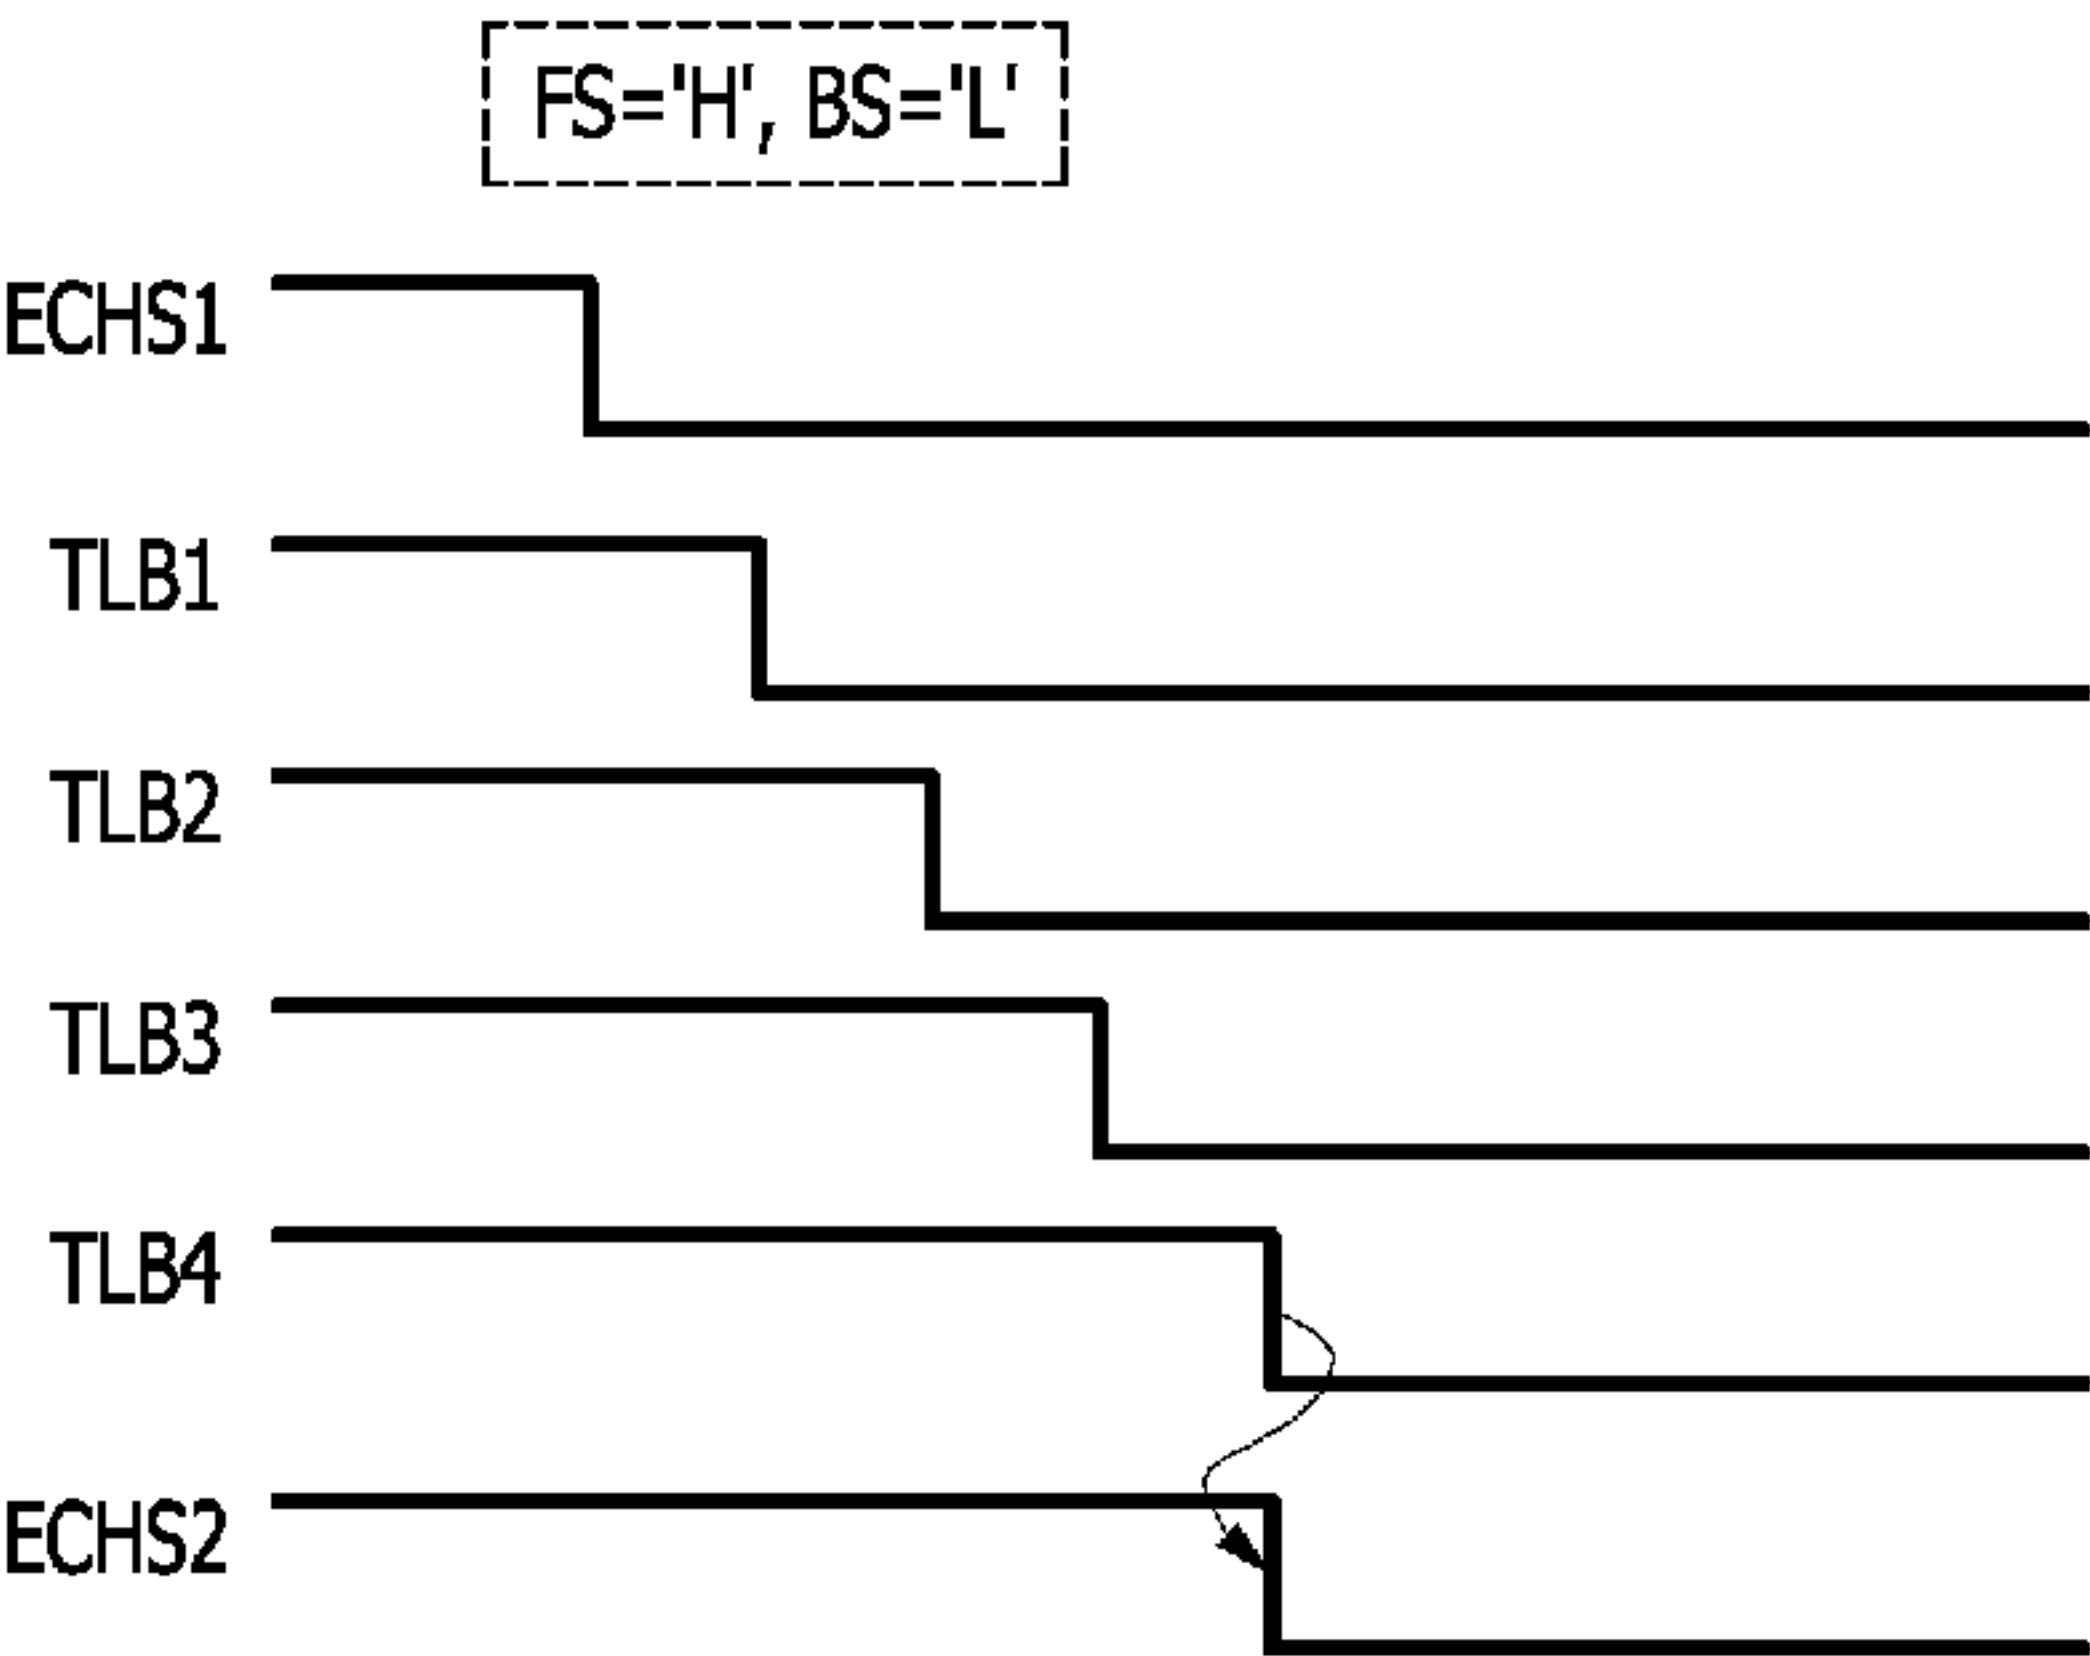 FS='H', BS='L'
ECHS1
TLB1
TLB2
TLB3
TLB4
ECHS2